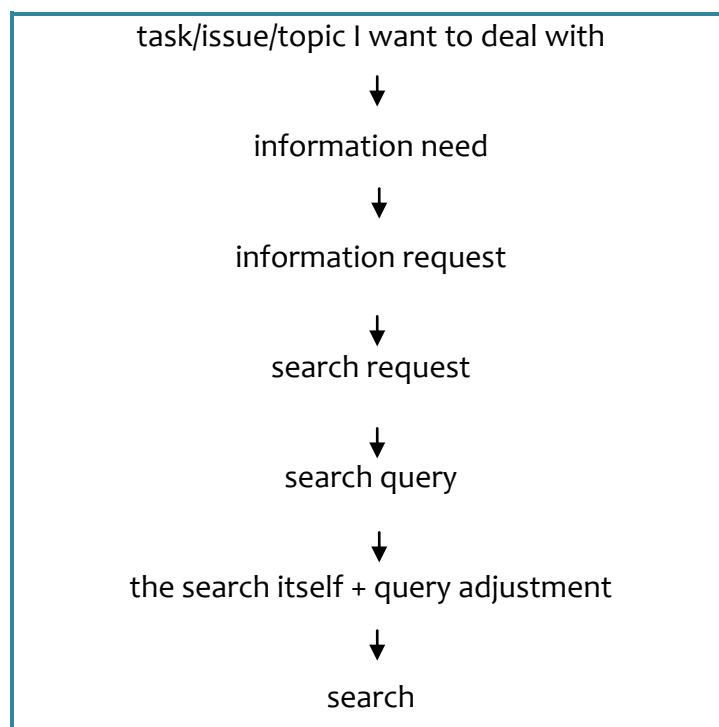 task/issue/topic I want to deal with
information need
information request
search request
search query
the search itself + query adjustment
search